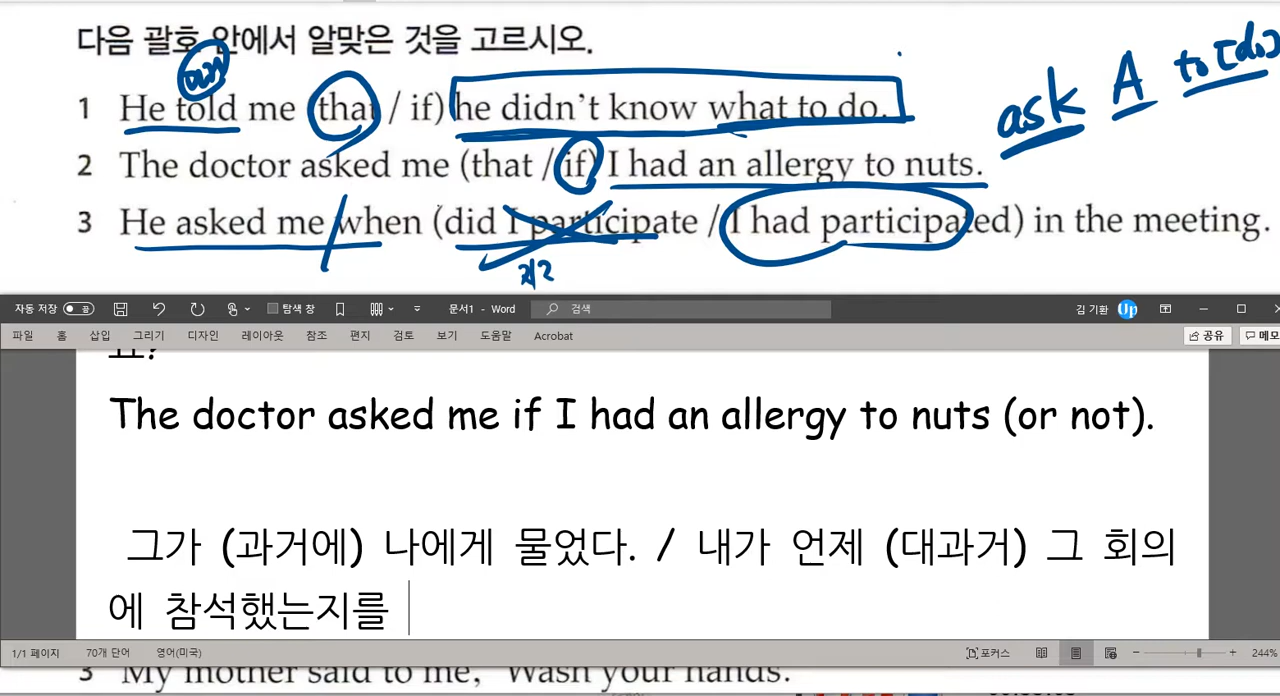 다음 괄호 안에서 알맞은 것을 고르시오.
ask A to [do]
1 He told me (that / if) he didn't know what to do.
2 The doctor asked me (that / if) I had an allergy to nuts.
3 He asked me when (did I participate / I had participated) in the meeting.
자동 저장 끔 탐색 창 문서1 - Word 검색 김 기환 Up
파일 홈 삽입 그리기 디자인 레이아웃 참조 편지 검토 보기 도움말 Acrobat 공유 메모
요?
The doctor asked me if I had an allergy to nuts (or not).
그가 (과거에) 나에게 물었다. / 내가 언제 (대과거) 그 회의
에 참석했는지를
1/1 페이지 70개 단어 영어(미국) 포커스 244%
3 My mother said to me, "Wash your hands."